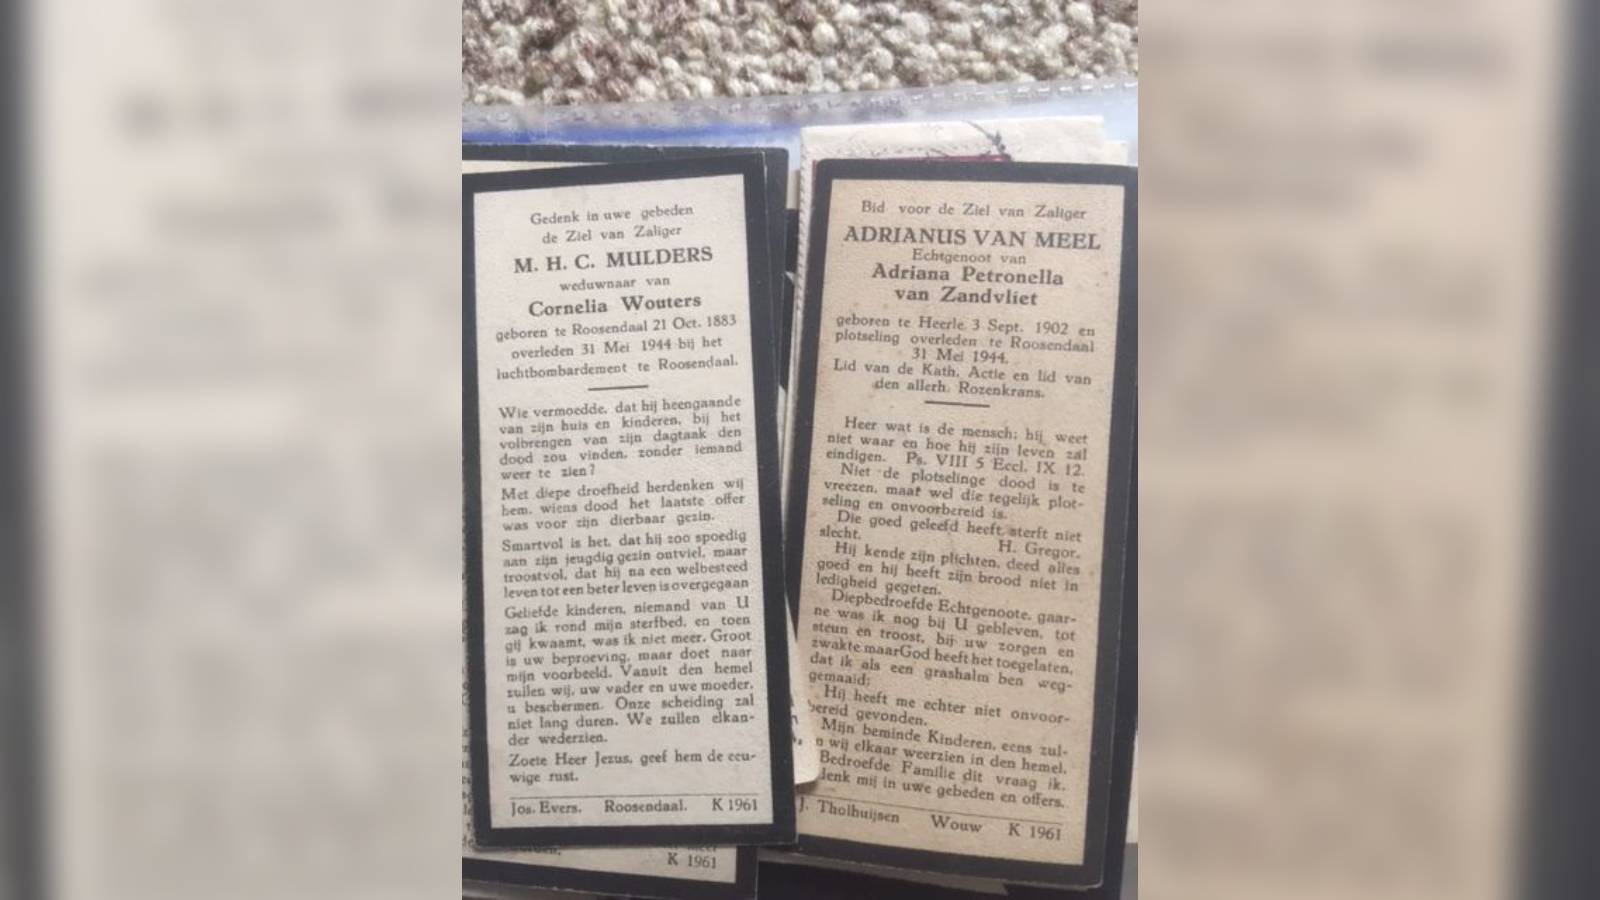 Gedenk in uwe gebeden
de Ziel van Zaliger
M. H. C. MULDERS
weduwnaar van
Cornelia Wouters
geboren te Roosendaal 21 Oct. 1883
overleden 31 Mei 1944 bij het
luchtbombardement te Roosendaal.
Wie vermoedde, dat hij heengaande
van zijn huis en kinderen, bij het
volbrengen van zijn dagtaak den
dood zou vinden, zonder iemand
weer te zien?
Met diepe droefheid herdenken wij
hem, wiens dood het laatste offer
was voor zijn dierbaar gezin.
Smartvol is het, dat hij zoo spoedig
aan zijn jeugdig gezin ontviel, maar
troostvol, dat hij na een welbesteed
leven tot een beter leven is overgegaan
Geliefde kinderen, niemand van U
zag ik rond mijn sterfbed, en toen
gij kwaamt, was ik niet meer. Groot
is uw beproeving, maar doet naar
mijn voorbeeld. Vanuit den hemel
zullen wij, uw vader en uwe moeder,
u beschermen. Onze scheiding zal
niet lang duren. We zullen elkan-
der wederzien.
Zoete Heer Jezus, geef hem de eeu-
wige rust.
Jos. Evers. Roosendaal. K 1961
K 1961
Bid voor de Ziel van Zaliger
ADRIANUS VAN MEEL
Echtgenoot van
Adriana Petronella
van Zandvliet
geboren te Heerle 3 Sept. 1902 en
plotseling overleden te Roosendaal
31 Mei 1944.
Lid van de Kath. Actie en lid van
den allerh. Rozenkrans.
Heer wat is de mensch; hij weet
niet waar en hoe hij zijn leven zal
eindigen. Ps. VIII 5 Eccl. IX 12.
Niet de plotselinge dood is te
vreezen, maar wel die tegelijk plot-
seling en onvoorbereid is.
Die goed geleefd heeft, sterft niet
slecht. H. Gregor.
Hij kende zijn plichten, deed alles
goed en hij heeft zijn brood niet in
ledigheid gegeten.
Diepbedroefde Echtgenoote, gaar-
ne was ik nog bij U gebleven, tot
steun en troost, bij uw zorgen en
zwakte maar God heeft het toegelaten,
dat ik als een grashalm ben weg-
gemaaid;
Hij heeft me echter niet onvoor-
bereid gevonden.
Mijn beminde Kinderen, eens zul-
n wij elkaar weerzien in den hemel.
Bedroefde Familie dit vraag ik,
denk mij in uwe gebeden en offers.
J. Tholhuijsen Wouw K 1961